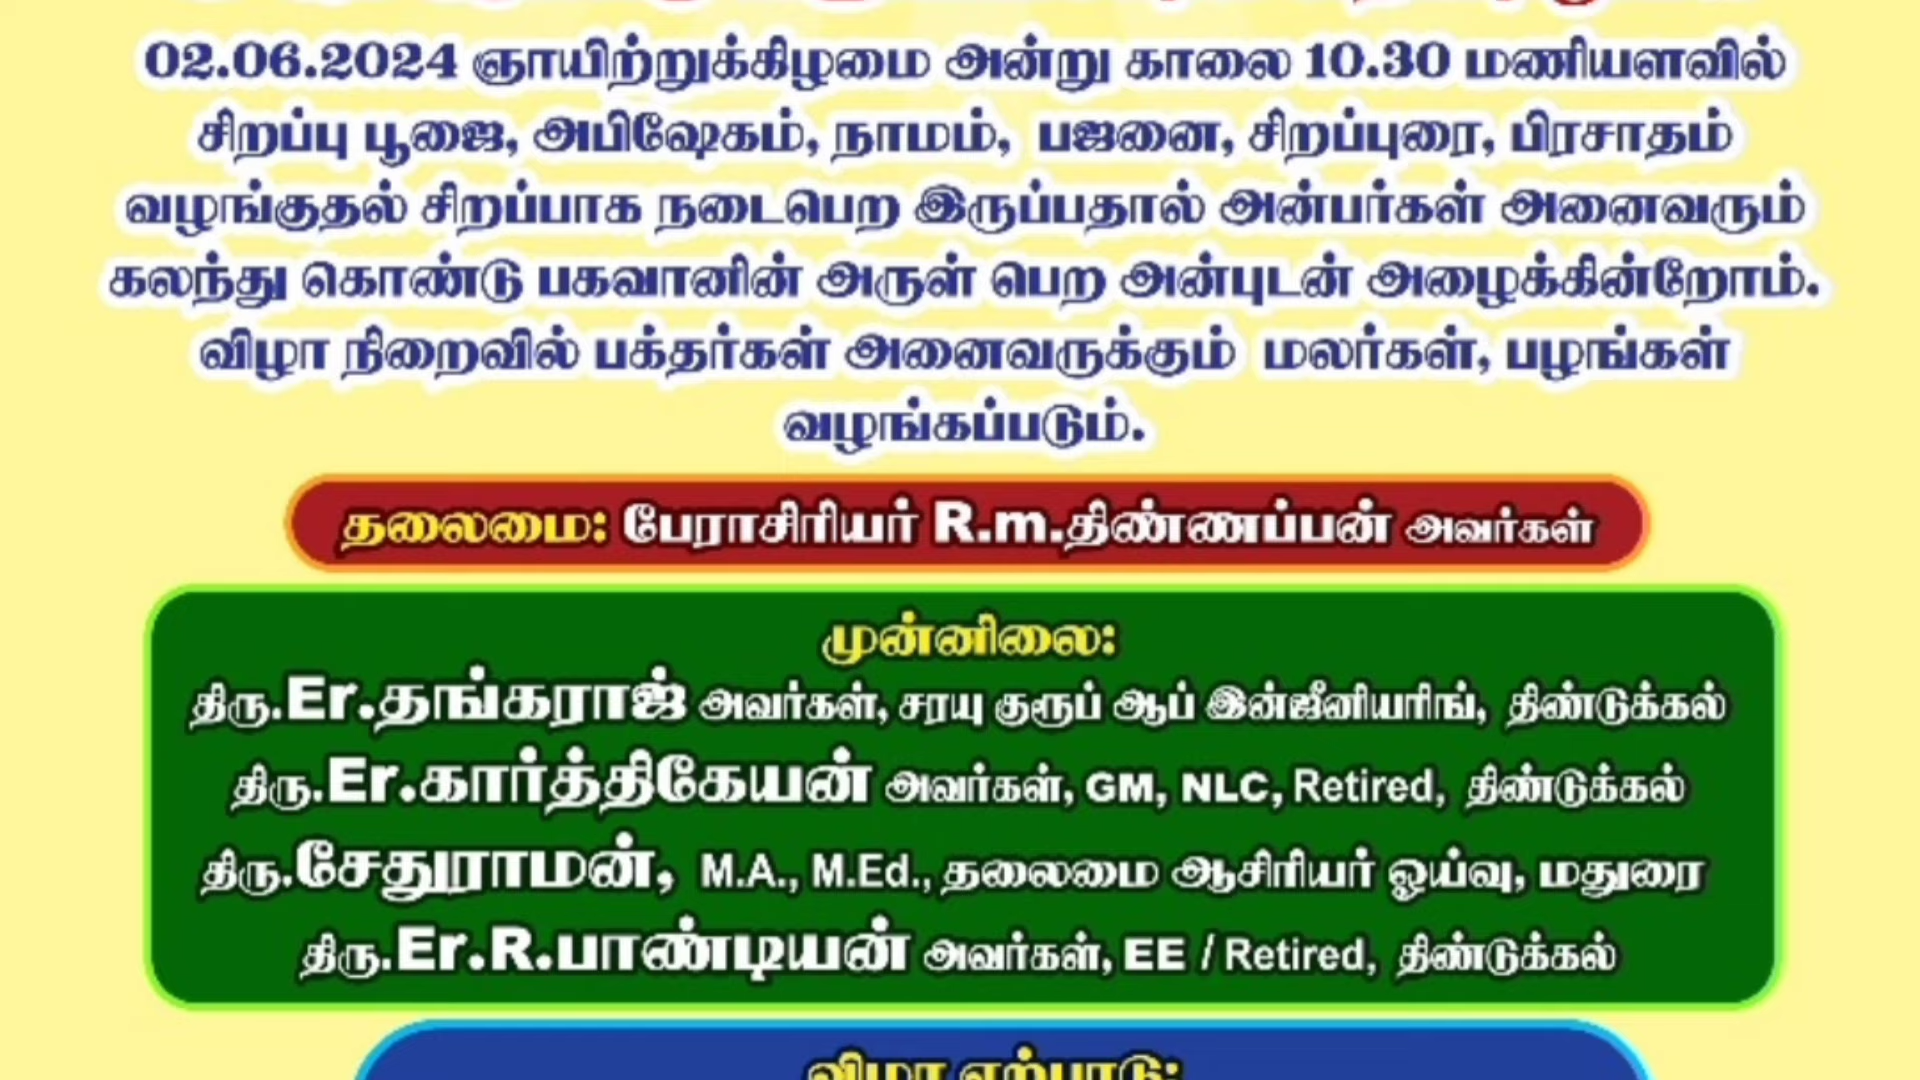 02.06.2024 ஞாயிற்றுக்கிழமை அன்று காலை 10.30 மணியளவில்
சிறப்பு பூஜை, அபிஷேகம், நாமம், பஜனை, சிறப்புரை, பிரசாதம்
வழங்குதல் சிறப்பாக நடைபெற இருப்பதால் அன்பர்கள் அனைவரும்
கலந்து கொண்டு பகவானின் அருள் பெற அன்புடன் அழைக்கின்றோம்.
விழா நிறைவில் பக்தர்கள் அனைவருக்கும் மலர்கள், பழங்கள்
வழங்கப்படும்.
தலைமை: பேராசிரியர் R.m.திண்ணப்பன் அவர்கள்
முன்னிலை:
திரு.Er.தங்கராஜ் அவர்கள், சரயு குரூப் ஆப் இன்ஜீனியரிங், திண்டுக்கல்
திரு.Er.கார்த்திகேயன் அவர்கள், GM, NLC, Retired, திண்டுக்கல்
திரு.சேதுராமன், M.A., M.Ed., தலைமை ஆசிரியர் ஓய்வு, மதுரை
திரு.Er.R.பாண்டியன் அவர்கள், EE / Retired, திண்டுக்கல்
விழா ஏற்பாடு: